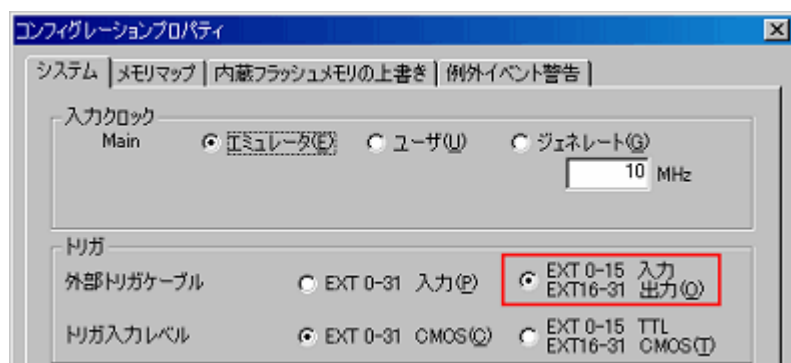 コンフィグレーションプロパティ
システム メモリマップ 内蔵フラッシュメモリの上書き 例外イベント警告
入力クロック
Main エミュレータ(E) ユーザ(U) ジェネレート(G)
10 MHz
トリガ
外部トリガケーブル EXT 0-31 入力(P) EXT 0-15 入力
EXT16-31 出力(O)
トリガ入力レベル EXT 0-31 CMOS(C) EXT 0-15 TTL
EXT16-31 CMOS(T)